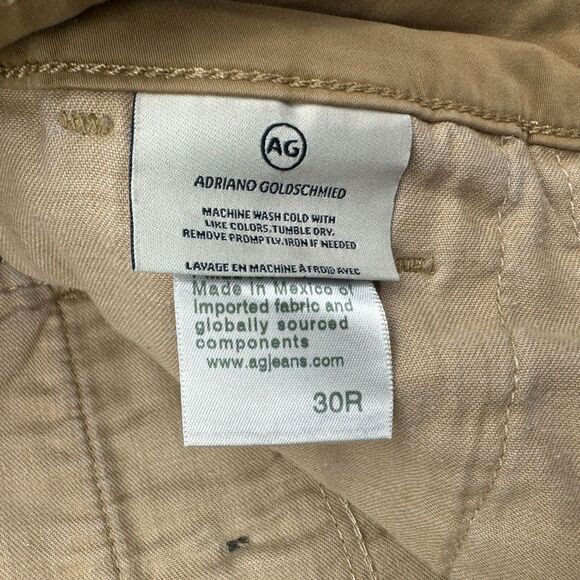 AG
ADRIANO GOLDSCHMIED
MACHINE WASH COLD WITH
LIKE COLORS. TUMBLE DRY.
REMOVE PROMPTLY. IRON IF NEEDED
LAVAGE EN MACHINE À FROID AVEC
Made in Mexico of
Imported fabric and
globally sourced
components
www.agjeans.com
30R